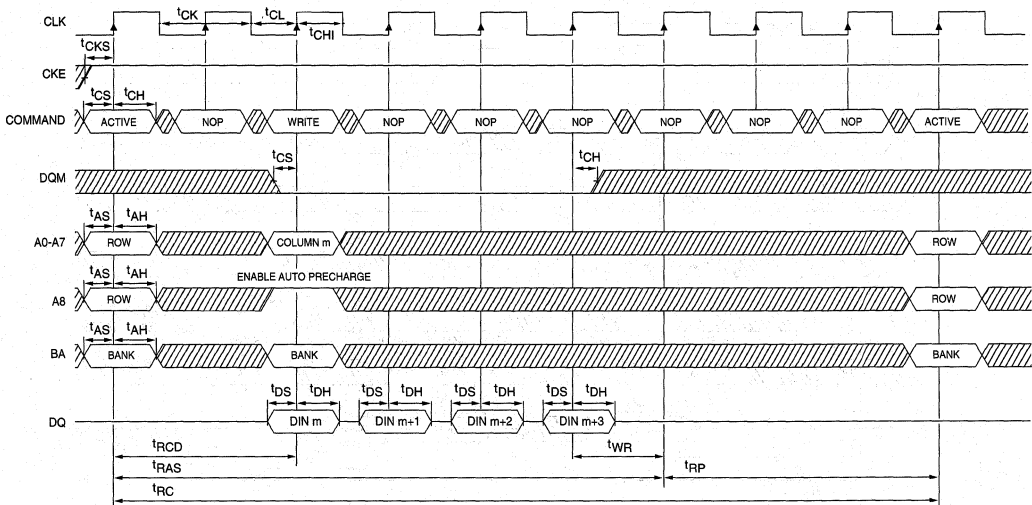 CLK
tCK
tCL
tCHI
tCKS
CKE
tCS
tCH
COMMAND
ACTIVE
NOP
WRITE
NOP
NOP
NOP
NOP
NOP
NOP
ACTIVE
DQM
tCS
tCH
A0-A7
tAS
tAH
ROW
COLUMN m
ROW
ENABLE AUTO PRECHARGE
A8
tAS
tAH
ROW
ROW
BA
tAS
tAH
BANK
BANK
BANK
tDS
tDH
tDS
tDH
tDS
tDH
tDS
tDH
DQ
DIN m
DIN m+1
DIN m+2
DIN m+3
tRCD
tWR
tRAS
tRP
tRC